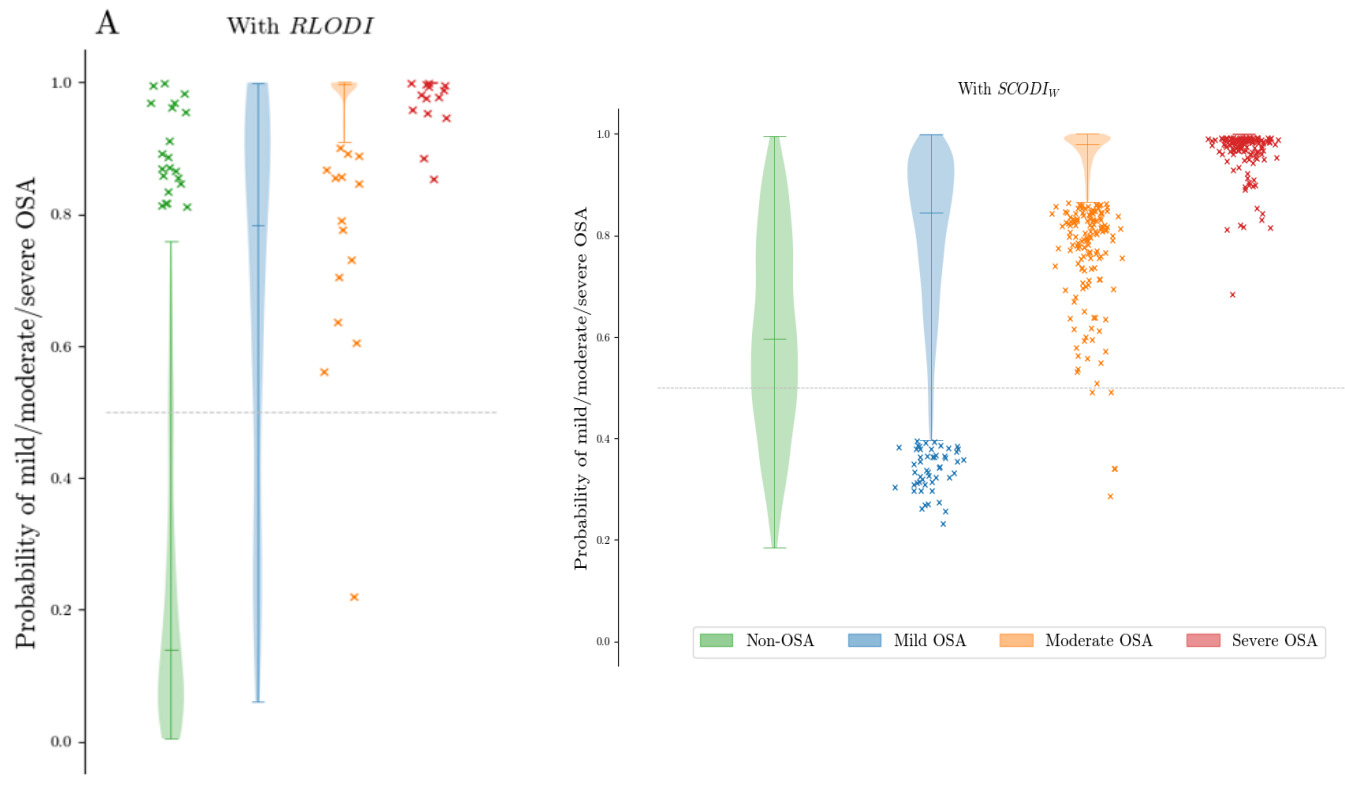 A
With RLODI
Probability of mild/moderate/severe OSA
1.0
0.8
0.6
0.4
0.2
0.0
With SCODI_W
Probability of mild/moderate/severe OSA
1.0
0.8
0.6
0.4
0.2
0.0
Non-OSA Mild OSA Moderate OSA Severe OSA